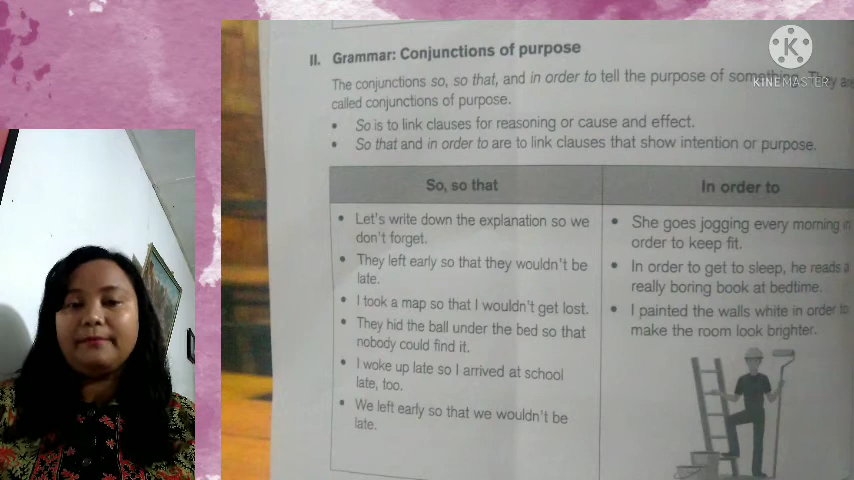 II. Grammar: Conjunctions of purpose
The conjunctions so, so that, and in order to tell the purpose of something. They are
called conjunctions of purpose.
• So is to link clauses for reasoning or cause and effect.
• So that and in order to are to link clauses that show intention or purpose.
So, so that
• Let's write down the explanation so we
don't forget.
• They left early so that they wouldn't be
late.
• I took a map so that I wouldn't get lost.
• They hid the ball under the bed so that
nobody could find it.
• I woke up late so I arrived at school
late, too.
• We left early so that we wouldn't be
late.
In order to
• She goes jogging every morning in
order to keep fit.
• In order to get to sleep, he reads a
really boring book at bedtime.
• I painted the walls white in order to
make the room look brighter.
K
KINEMASTER